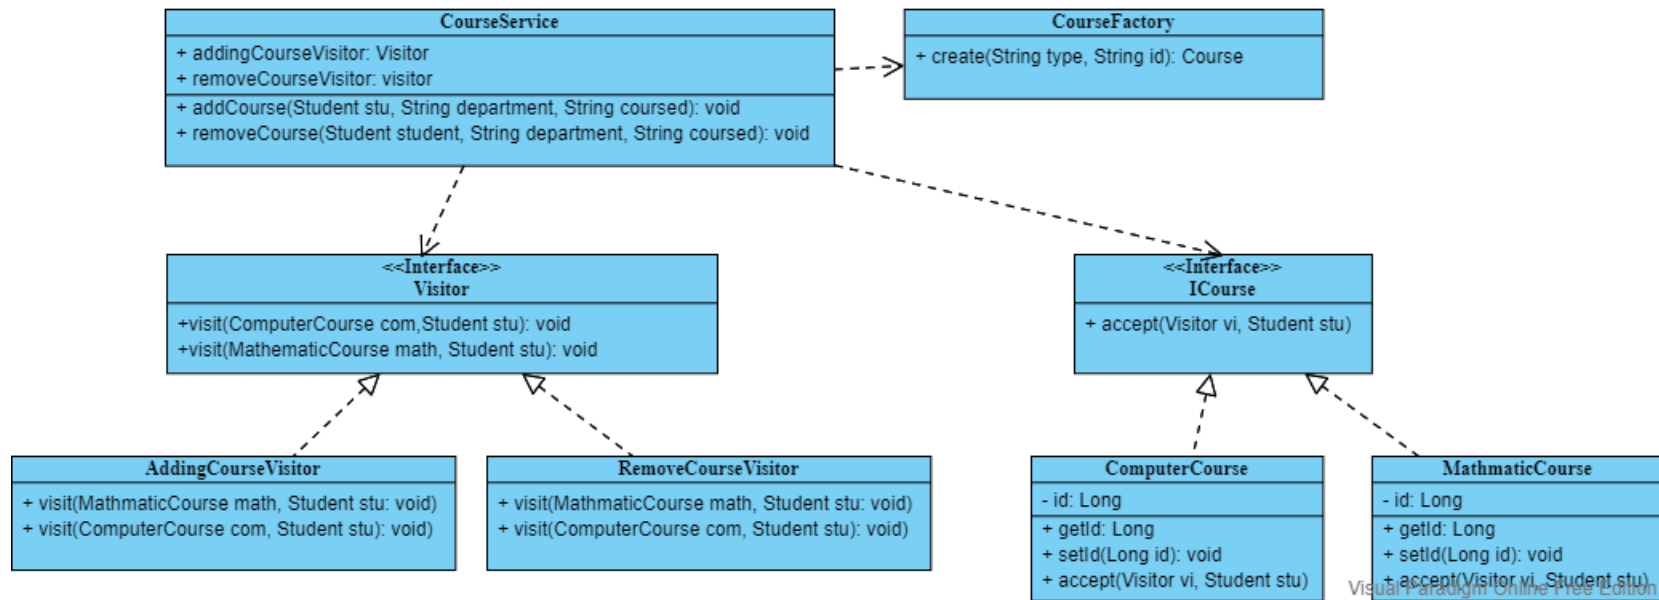 CourseService
+ addingCourseVisitor: Visitor
+ removeCourseVisitor: visitor
+ addCourse(Student stu, String department, String coursed): void
+ removeCourse(Student student, String department, String coursed): void
CourseFactory
+ create(String type, String id): Course
<<Interface>>
Visitor
+visit(ComputerCourse com,Student stu): void
+visit(MathematicCourse math, Student stu): void
<<Interface>>
ICourse
+ accept(Visitor vi, Student stu)
AddingCourseVisitor
+ visit(MathmaticCourse math, Student stu: void)
+ visit(ComputerCourse com, Student stu): void)
RemoveCourseVisitor
+ visit(MathmaticCourse math, Student stu: void)
+ visit(ComputerCourse com, Student stu): void)
ComputerCourse
- id: Long
+ getId: Long
+ setId(Long id): void
+ accept(Visitor vi, Student stu)
MathmaticCourse
- id: Long
+ getId: Long
+ setId(Long id): void
+ accept(Visitor vi, Student stu)
Visual Paradigm Online Free Edition